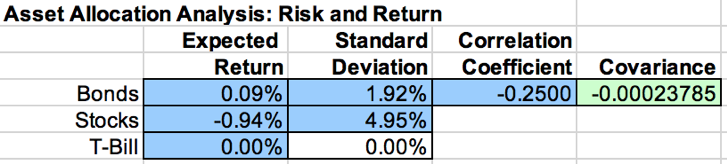 Asset Allocation Analysis: Risk and Return
Expected Standard Correlation
Return Deviation Coefficient Covariance
Bonds 0.09% 1.92% -0.2500 -0.00023785
Stocks -0.94% 4.95%
T-Bill 0.00% 0.00%